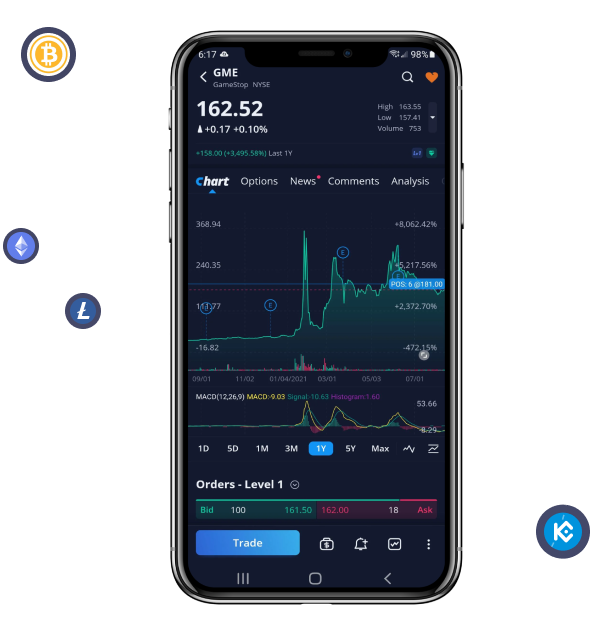 6:17
98%
GME
GameStop NYSE
162.52
+0.17 +0.10%
High 163.55
Low 157.41
Volume 753
+158.00 (+3,495.58%) Last 1Y
Lv1
Chart Options News Comments Analysis
368.94 +8,062.42%
240.35 +5,217.56%
POS: 6 @181.00
E
E
E
E
+2,372.70%
-16.82 -472.15%
09/01 11/02 01/04/2021 03/01 05/03 07/01
MACD(12,26,9) MACD:-9.03 Signal:-10.63 Histogram:1.60
53.66
-8.29
1D 5D 1M 3M 1Y 5Y Max
Orders - Level 1
Bid 100 161.50 162.00 18 Ask
Trade